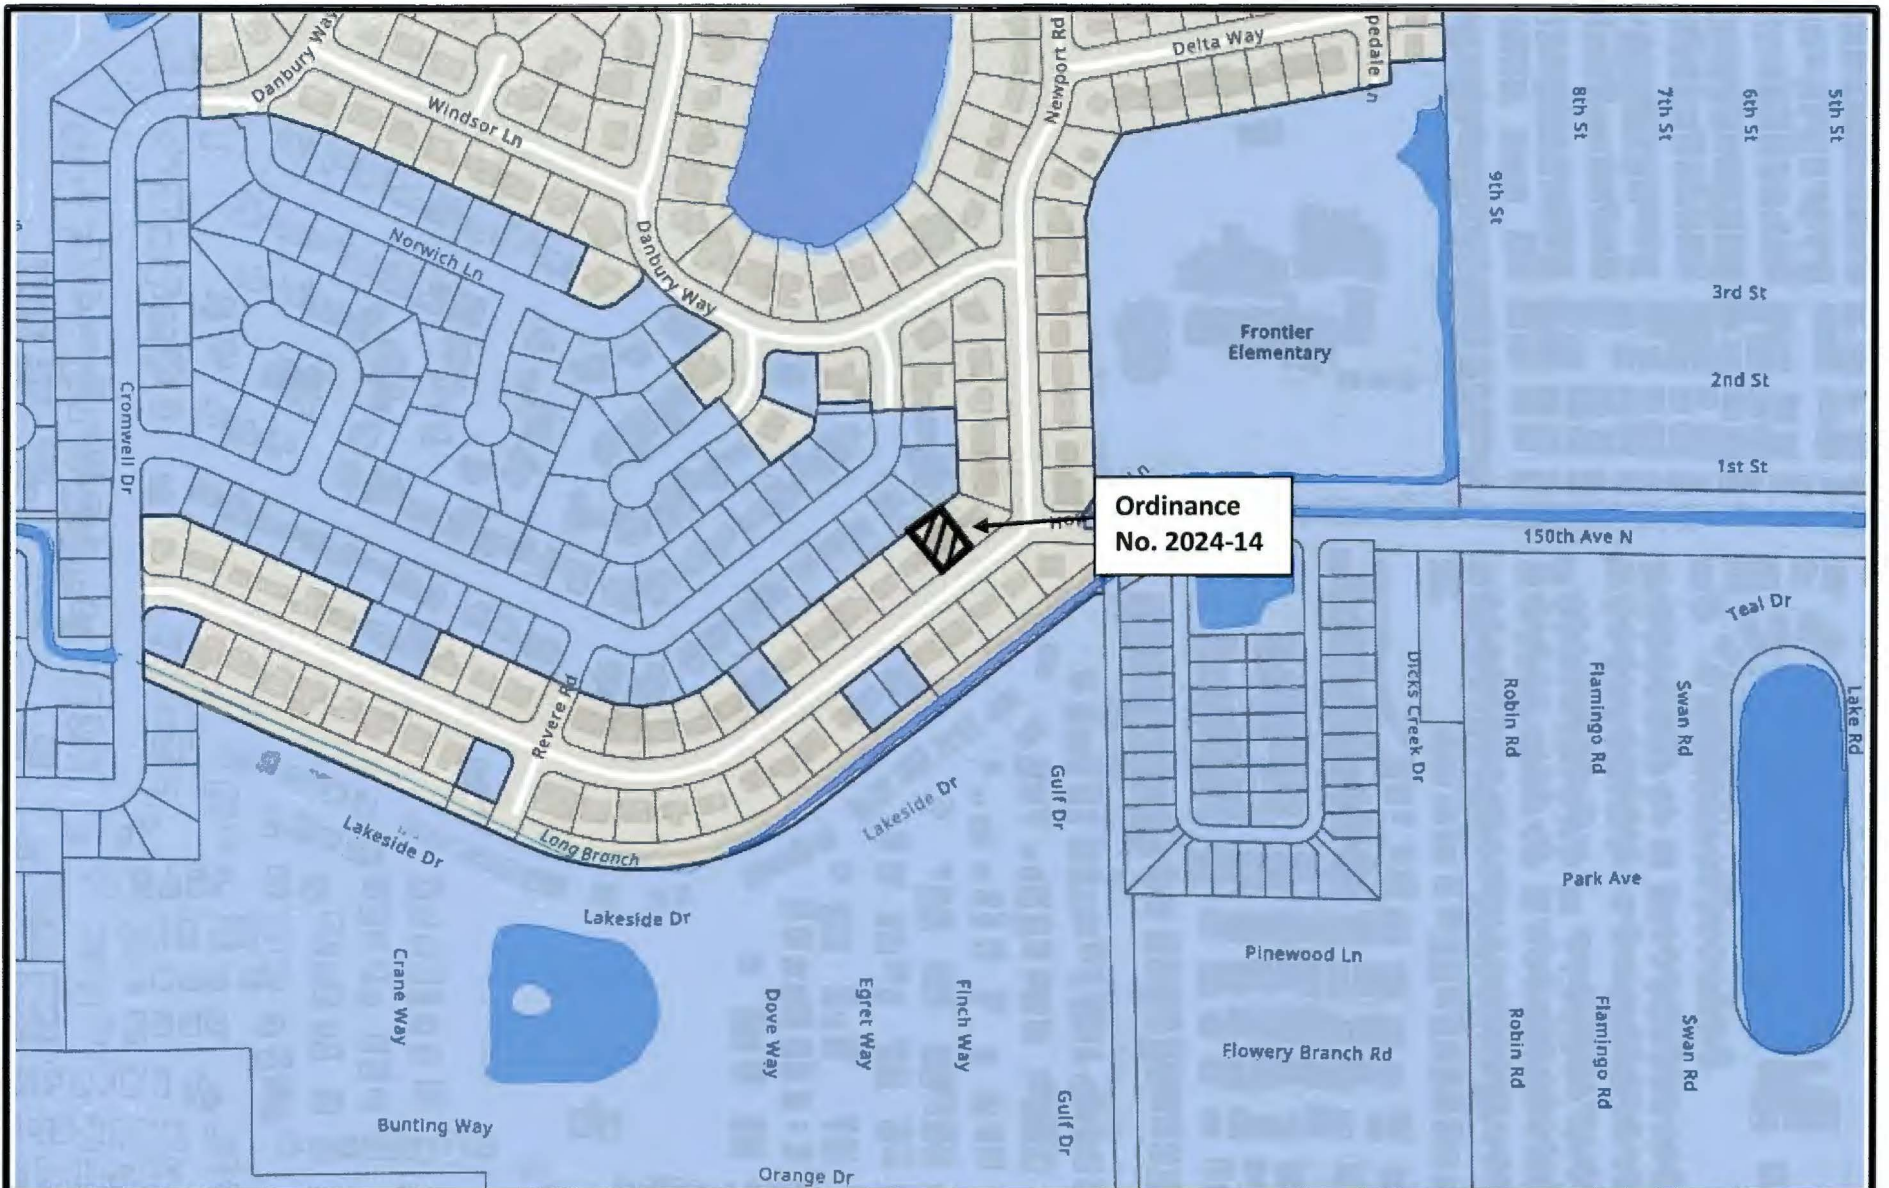 Danbury Way
Windsor Ln
Newport Rd
Delta Way
pedale Ln
8th St
7th St
6th St
5th St
9th St
Norwich Ln
Danbury Way
3rd St
Frontier
Elementary
2nd St
Cromwell Dr
1st St
Ordinance
No. 2024-14
150th Ave N
Teal Dr
Revere Rd
Dicks Creek Dr
Robin Rd
Flamingo Rd
Swan Rd
Lake Rd
Gulf Dr
Lakeside Dr
Lakeside Dr
Long Branch
Park Ave
Lakeside Dr
Crane Way
Dove Way
Egret Way
Finch Way
Pinewood Ln
Flowery Branch Rd
Robin Rd
Flamingo Rd
Swan Rd
Bunting Way
Gulf Dr
Orange Dr